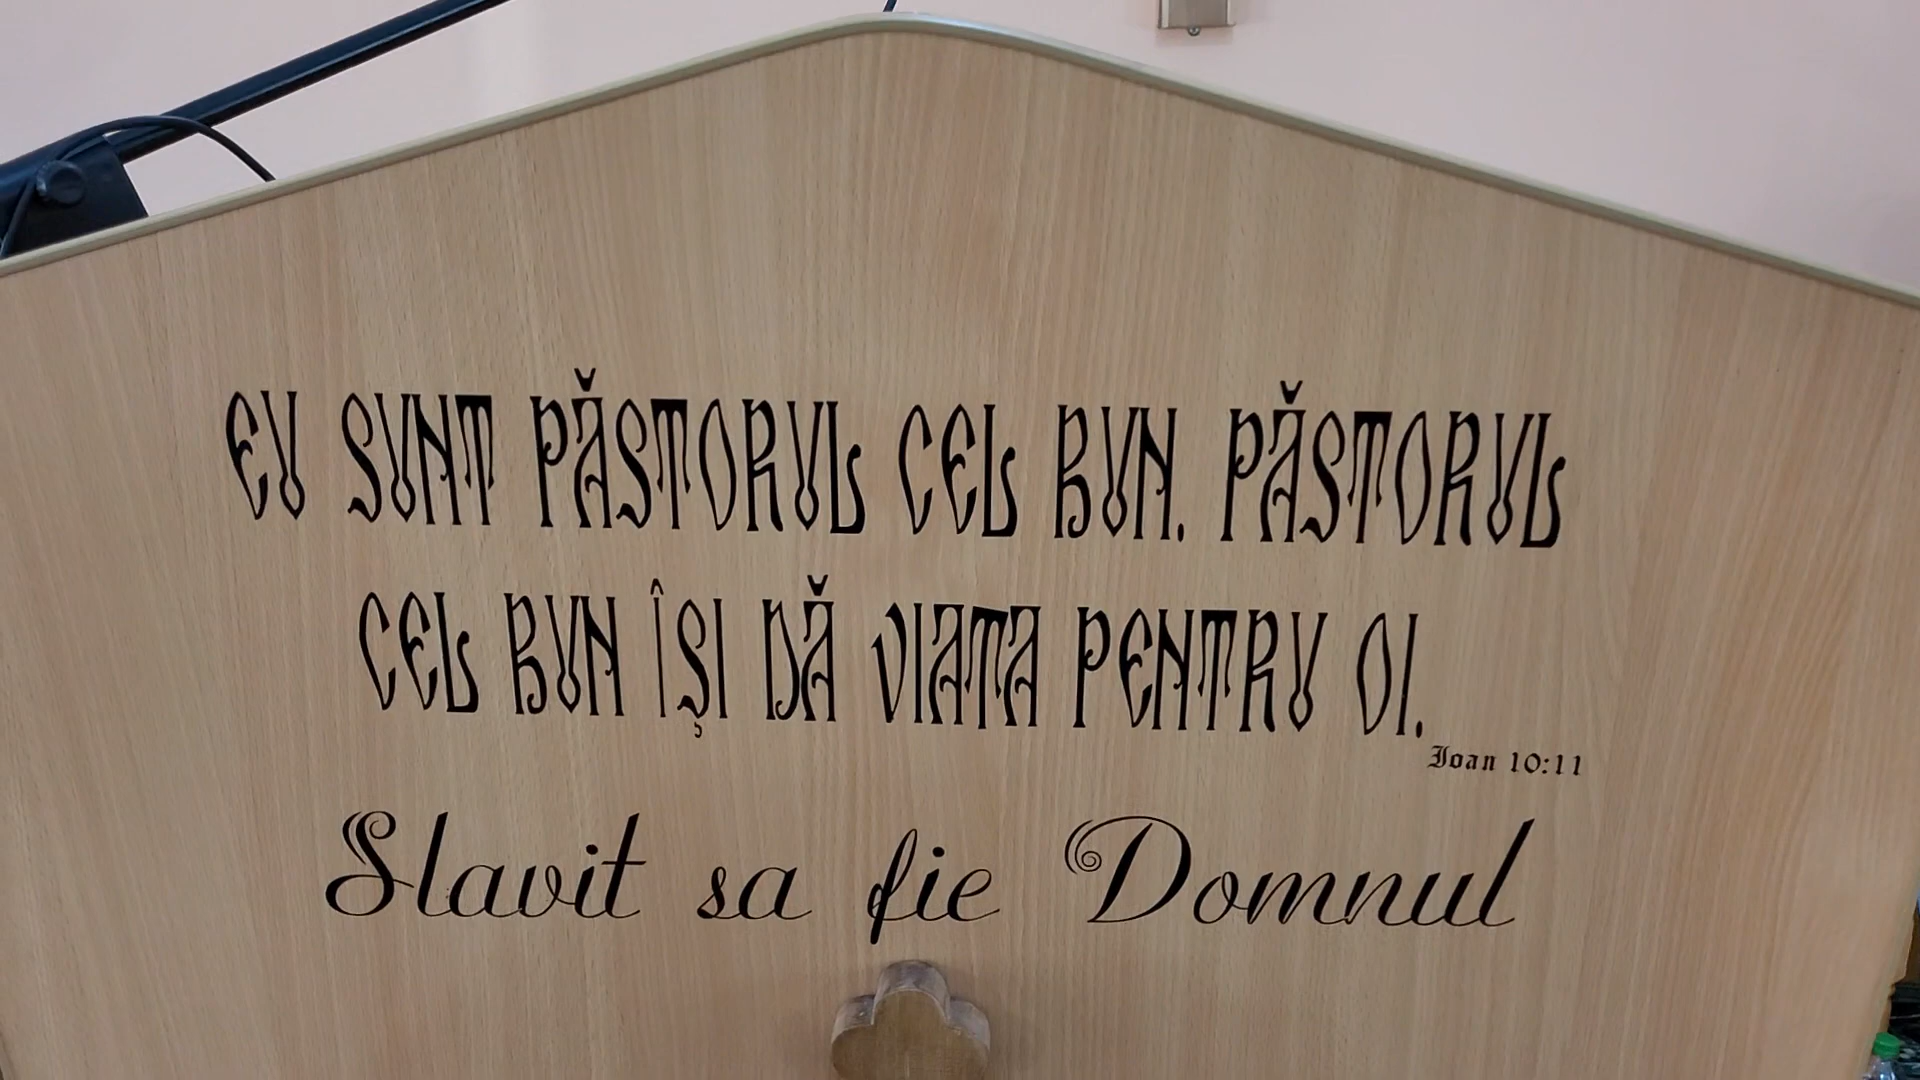 EU SUNT PĂSTORUL CEL BUN. PĂSTORUL
CEL BUN ÎŞI DĂ VIATA PENTRU OI.
Ioan 10:11
Slavit sa fie Domnul